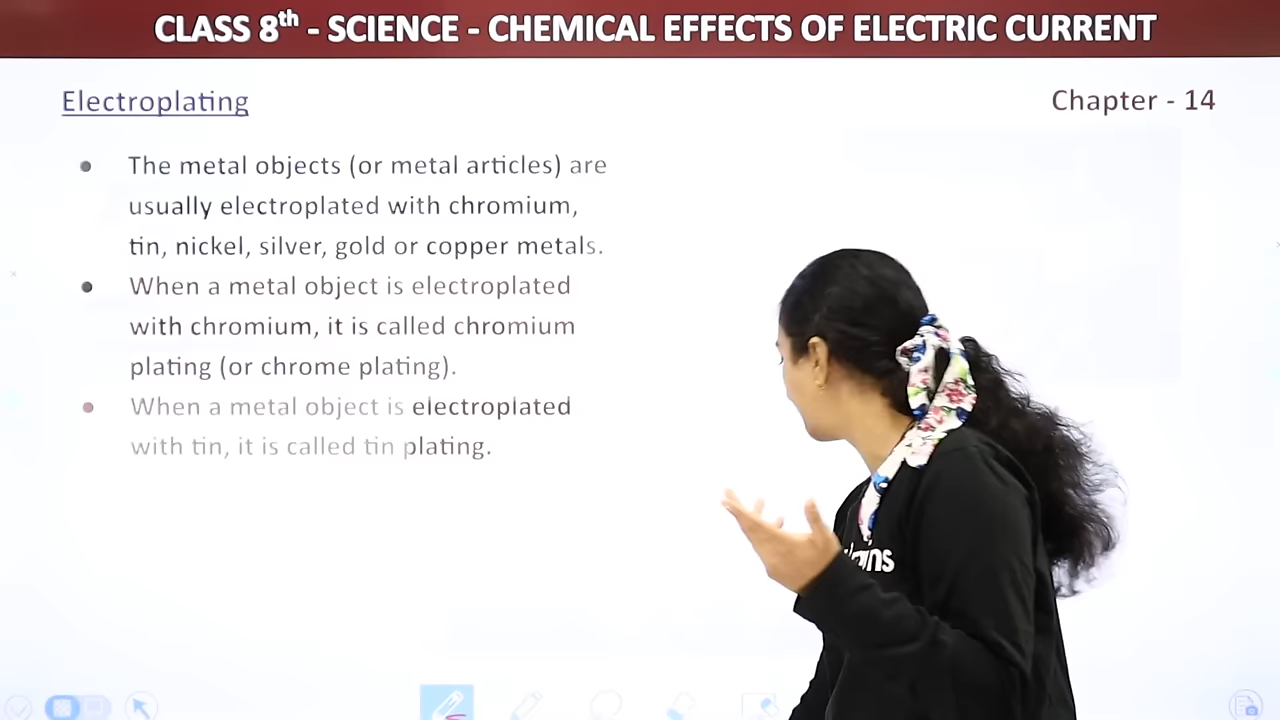 CLASS 8th - SCIENCE - CHEMICAL EFFECTS OF ELECTRIC CURRENT
Electroplating
Chapter - 14
The metal objects (or metal articles) are
usually electroplated with chromium,
tin, nickel, silver, gold or copper metals.
When a metal object is electroplated
with chromium, it is called chromium
plating (or chrome plating).
When a metal object is electroplated
with tin, it is called tin plating.